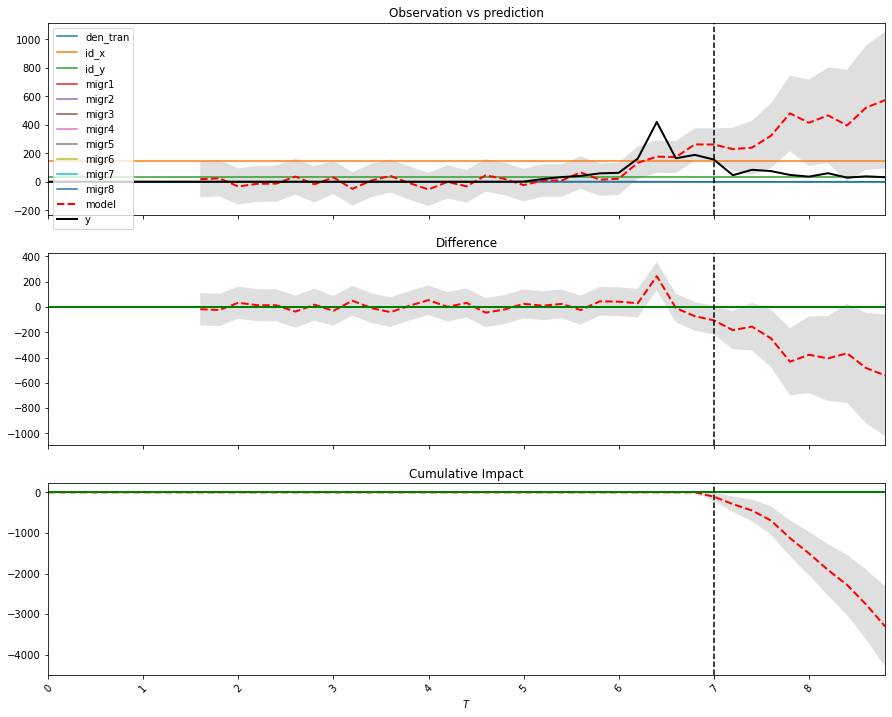 Observation vs prediction
den_tran
id_x
id_y
migr1
migr2
migr3
migr4
migr5
migr6
migr7
migr8
model
y
1000
800
600
400
200
0
−200
Difference
400
200
0
−200
−400
−600
−800
−1000
Cumulative Impact
0
−1000
−2000
−3000
−4000
0 1 2 3 4 5 6 7 8
T